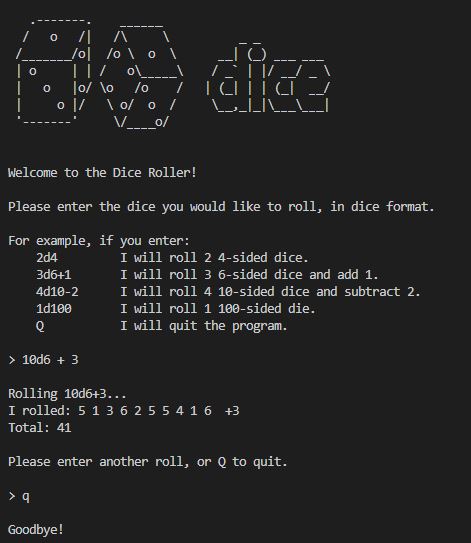 dice
Welcome to the Dice Roller!
Please enter the dice you would like to roll, in dice format.
For example, if you enter:
2d4 I will roll 2 4-sided dice.
3d6+1 I will roll 3 6-sided dice and add 1.
4d10-2 I will roll 4 10-sided dice and subtract 2.
1d100 I will roll 1 100-sided die.
Q I will quit the program.
> 10d6 + 3
Rolling 10d6+3...
I rolled: 5 1 3 6 2 5 5 4 1 6 +3
Total: 41
Please enter another roll, or Q to quit.
> q
Goodbye!